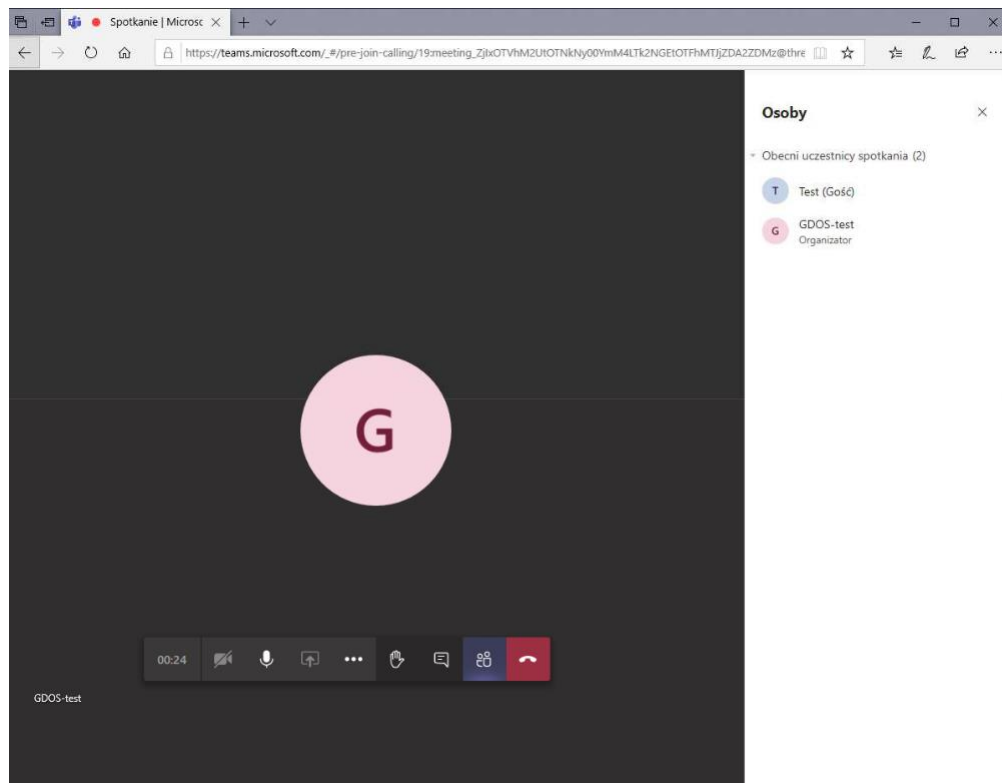 Spotkanie | Microsc
https://teams.microsoft.com/_#/pre-join-calling/19:meeting_ZjIxOTVhM2UtOTNkNy00YmM4LTk2NGEtOTFhMTJjZDA2ZDMz@thre
Osoby
Obecni uczestnicy spotkania (2)
T Test (Gość)
G GDOS-test
Organizator
G
00:24
GDOS-test